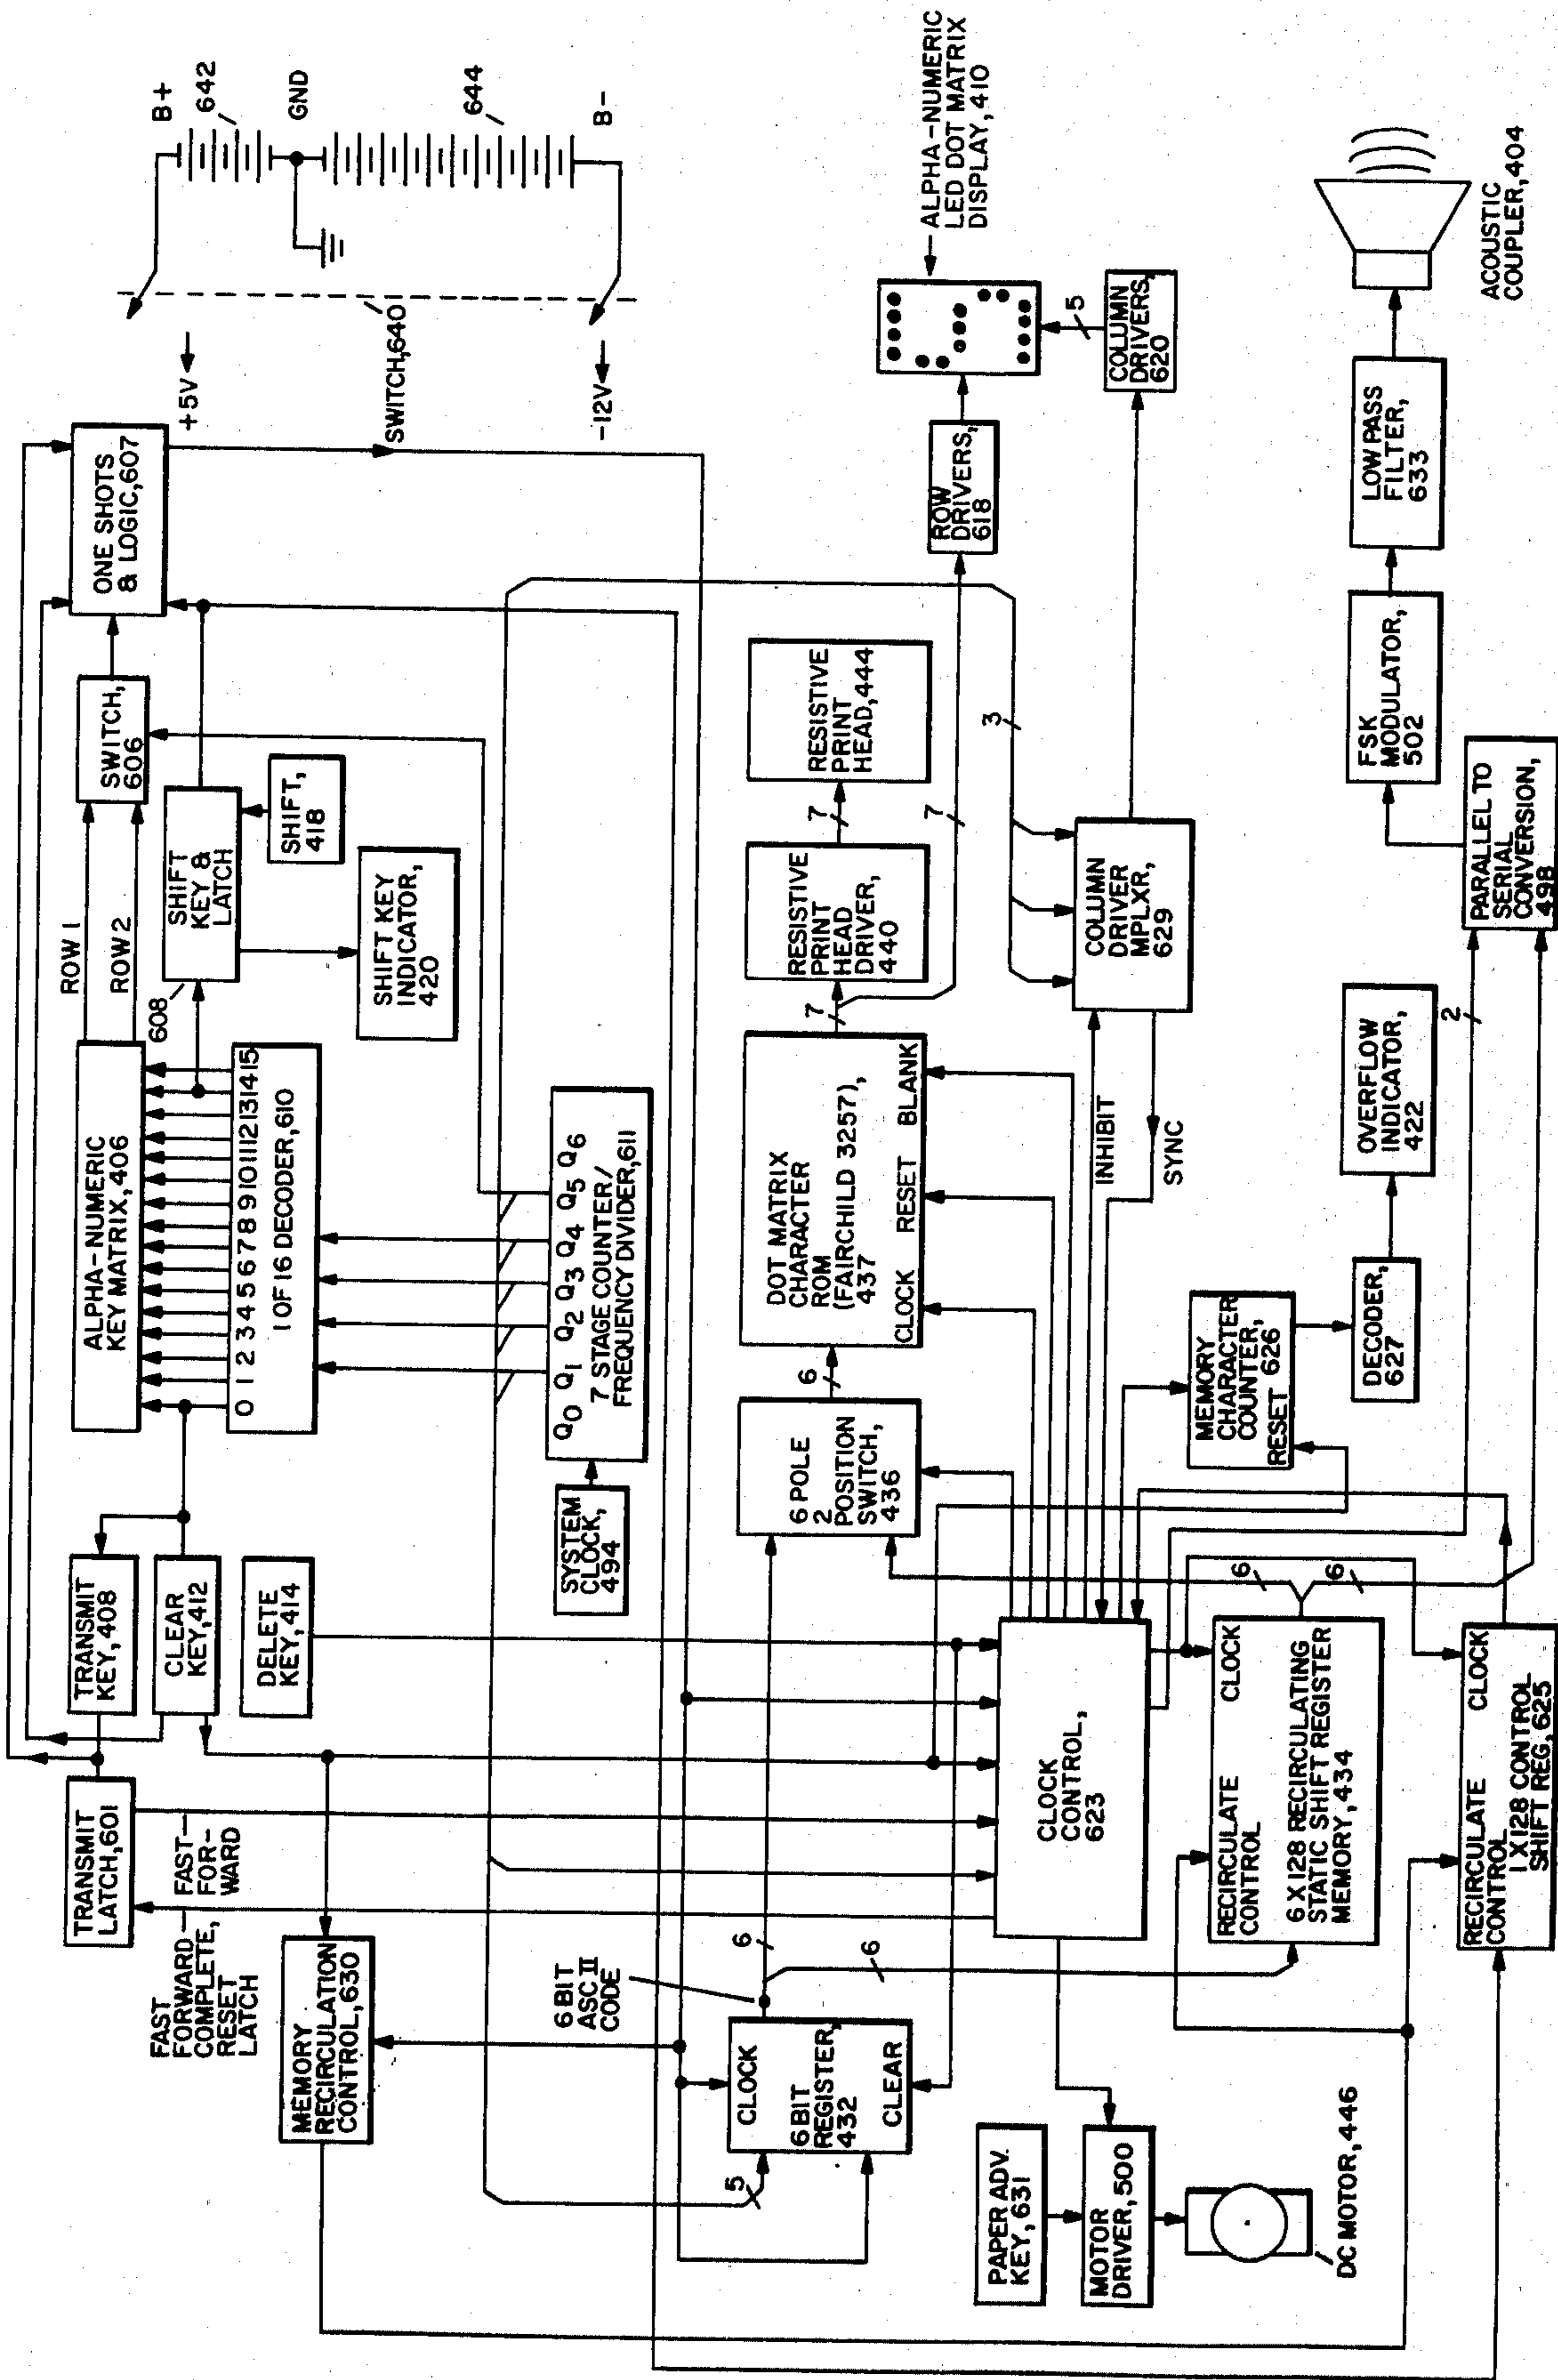 TRANSMIT
LATCH,601
TRANSMIT
KEY,408
CLEAR
KEY,412
DELETE
KEY,414
FAST
FORWARD
COMPLETE,
RESET
LATCH
FAST-
FOR-
WARD
MEMORY
RECIRCULATION
CONTROL,630
ALPHA-NUMERIC
KEY MATRIX,406
0 1 2 3 4 5 6 7 8 9 10 11 12 13 14 15
1 OF 16 DECODER,610
ROW 1
ROW 2
608
SWITCH,
606
ONE SHOTS
& LOGIC,607
SHIFT
KEY &
LATCH
SHIFT,
418
SHIFT KEY
INDICATOR,
420
+5V
SWITCH,640
-12V
B+
642
GND
644
B-
SYSTEM
CLOCK,
494
Q0 Q1 Q2 Q3 Q4 Q5 Q6
7 STAGE COUNTER/
FREQUENCY DIVIDER,611
6 BIT
ASC II
CODE
5
CLOCK
6 BIT
REGISTER,
432
CLEAR
6
6
6 POLE
2
POSITION
SWITCH,
436
6
DOT MATRIX
CHARACTER
ROM
(FAIRCHILD 3257),
437
CLOCK RESET BLANK
7
RESISTIVE
PRINT
HEAD
DRIVER,
440
7
RESISTIVE
PRINT
HEAD,444
7
ROW
DRIVERS,
618
ALPHA-NUMERIC
LED DOT MATRIX
DISPLAY,410
5
COLUMN
DRIVERS,
620
3
COLUMN
DRIVER
MPLXR,
629
INHIBIT
SYNC
PAPER ADV.
KEY,631
MOTOR
DRIVER,500
DC MOTOR,446
CLOCK
CONTROL,
623
MEMORY
CHARACTER
COUNTER,
RESET 626
DECODER,
627
OVERFLOW
INDICATOR,
422
2
RECIRCULATE
CONTROL
CLOCK
6 X 128 RECIRCULATING
STATIC SHIFT REGISTER
MEMORY,434
6
6
RECIRCULATE
CONTROL
CLOCK
1 X 128 CONTROL
SHIFT REG,625
PARALLEL TO
SERIAL
CONVERSION,
498
FSK
MODULATOR,
502
LOW PASS
FILTER,
633
ACOUSTIC
COUPLER,404